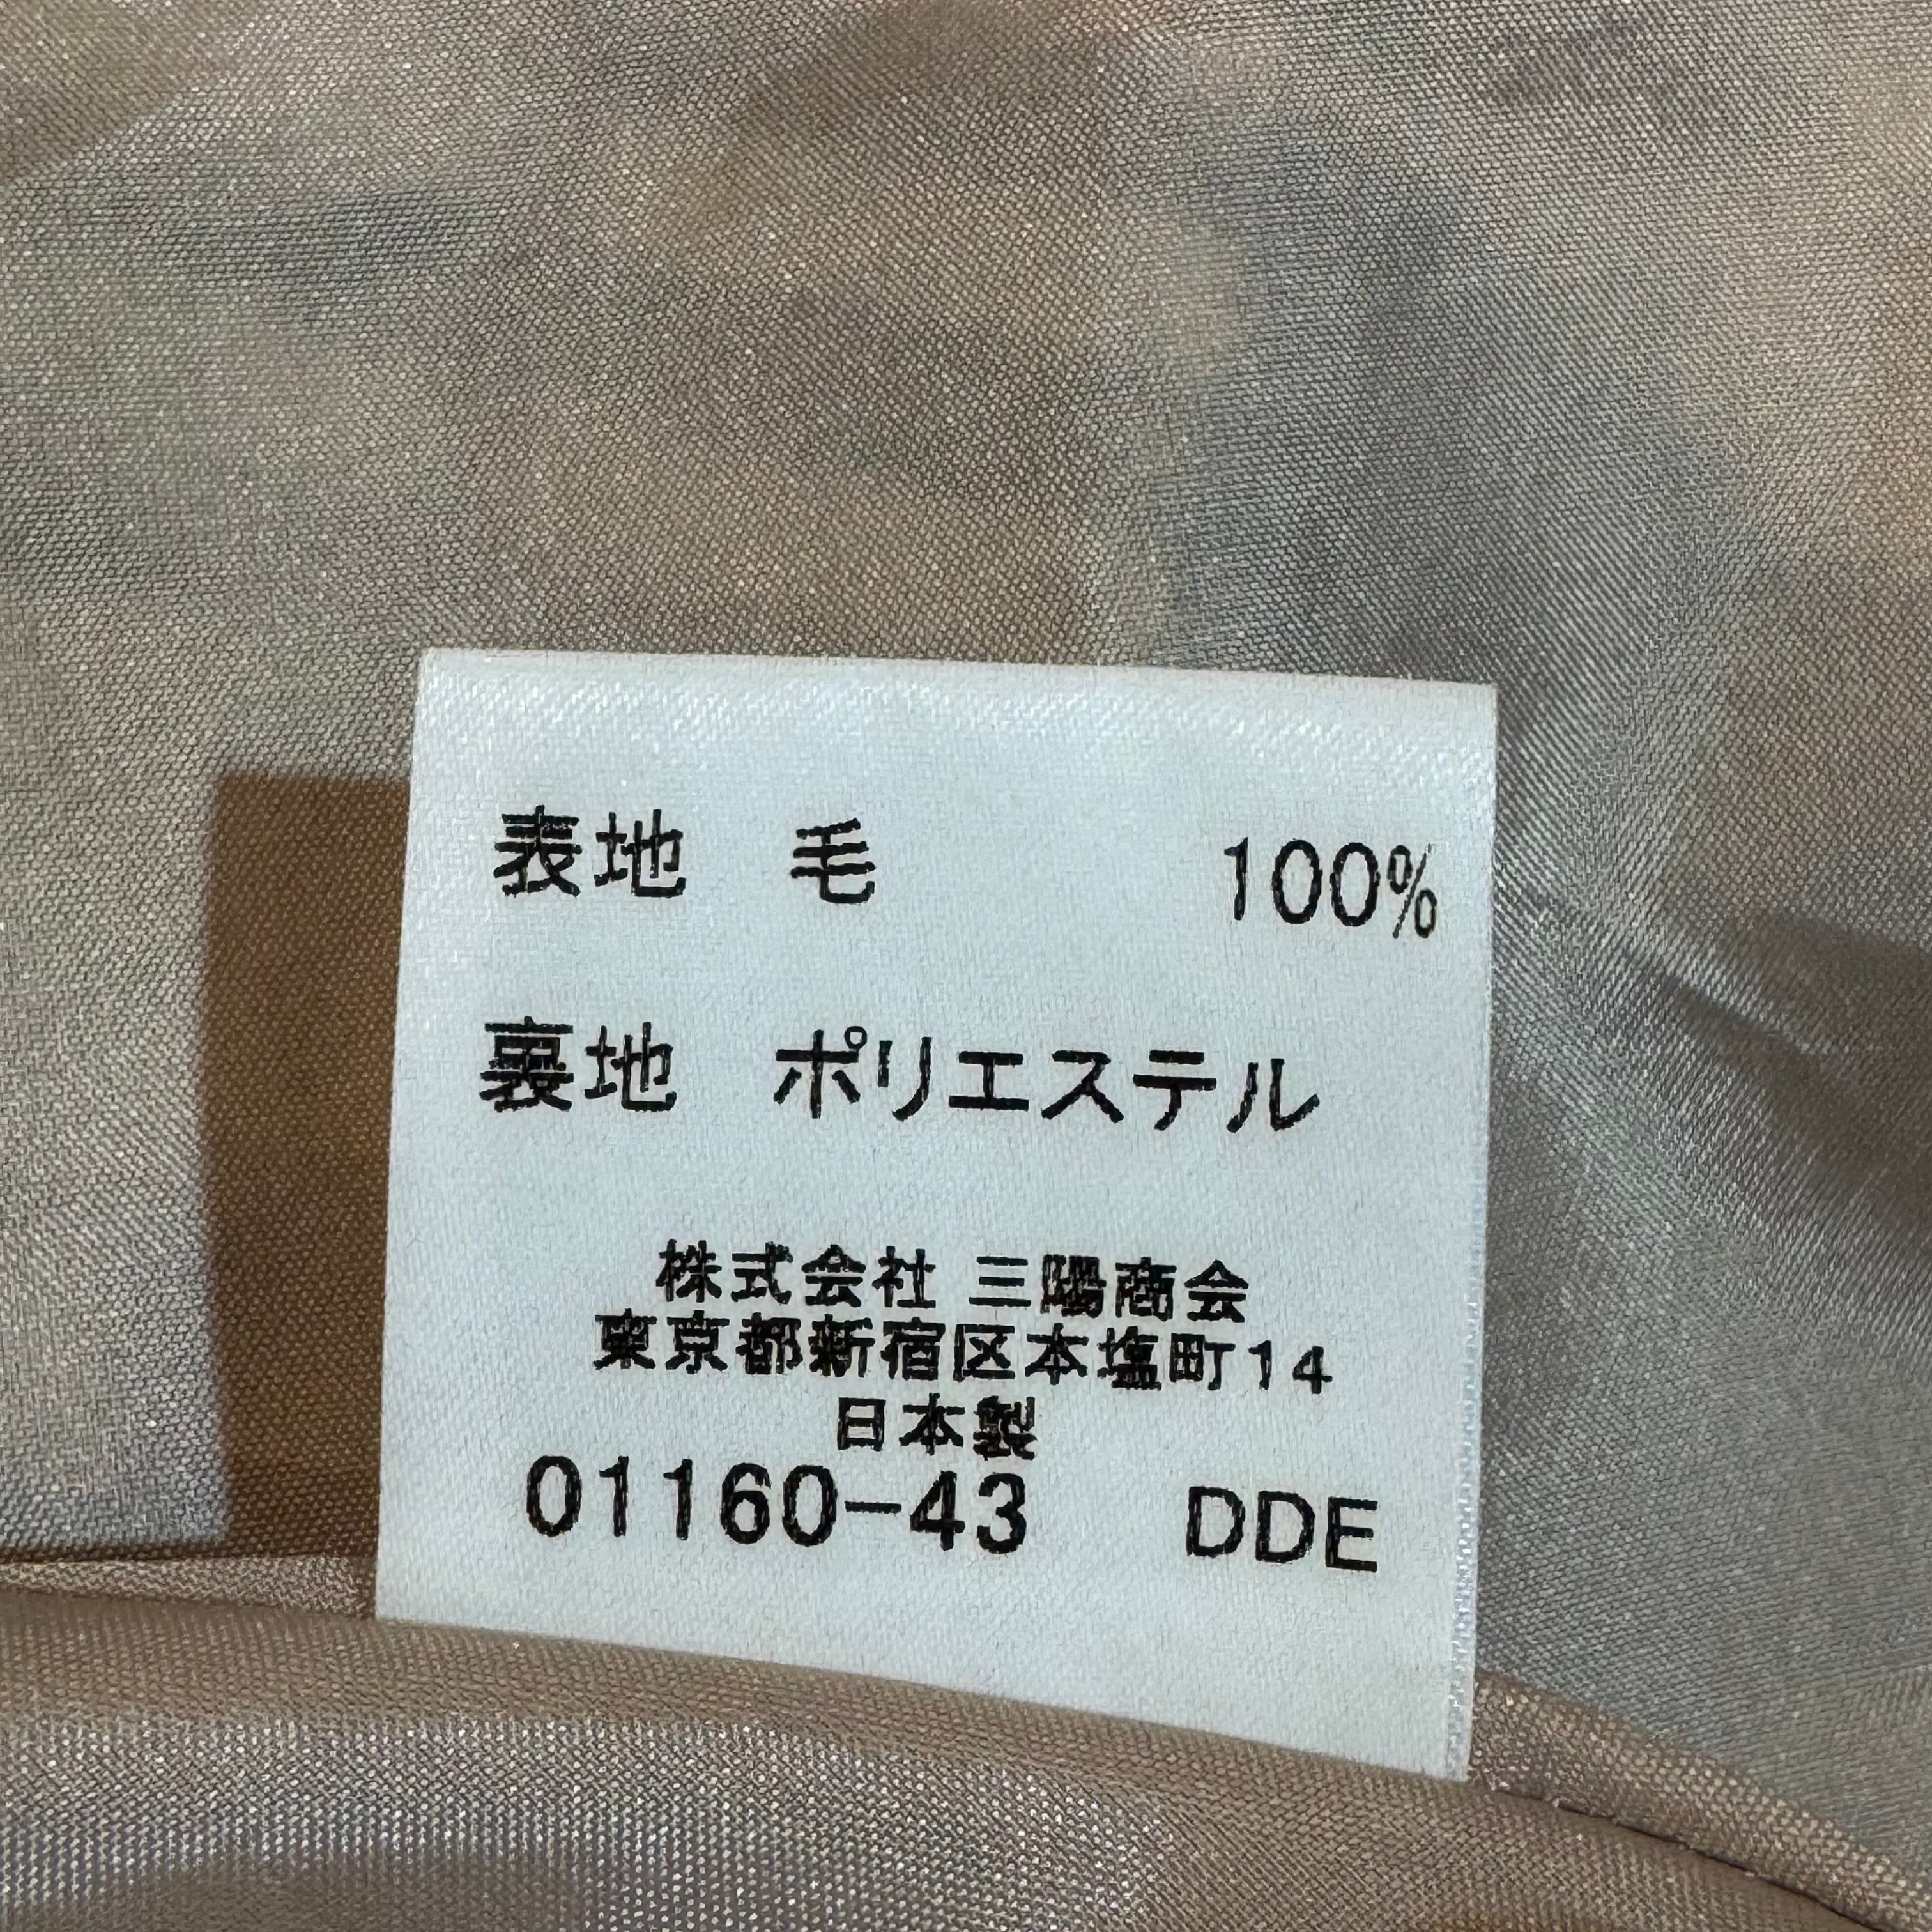 表地 毛 100%
裏地 ポリエステル
株式会社 三陽商会
東京都新宿区本塩町14
日本製
01160-43 DDE